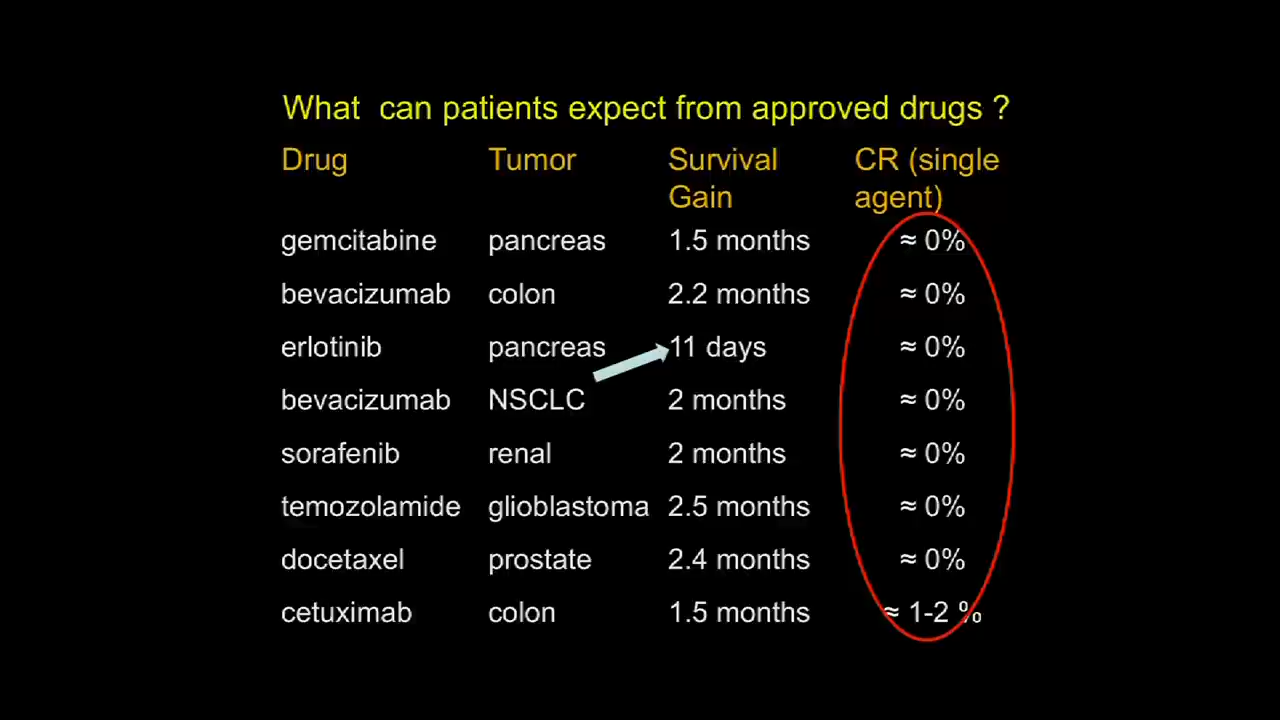 What can patients expect from approved drugs ?
Drug Tumor Survival Gain CR (single agent)
gemcitabine pancreas 1.5 months ≈ 0%
bevacizumab colon 2.2 months ≈ 0%
erlotinib pancreas 11 days ≈ 0%
bevacizumab NSCLC 2 months ≈ 0%
sorafenib renal 2 months ≈ 0%
temozolamide glioblastoma 2.5 months ≈ 0%
docetaxel prostate 2.4 months ≈ 0%
cetuximab colon 1.5 months ≈ 1-2 %